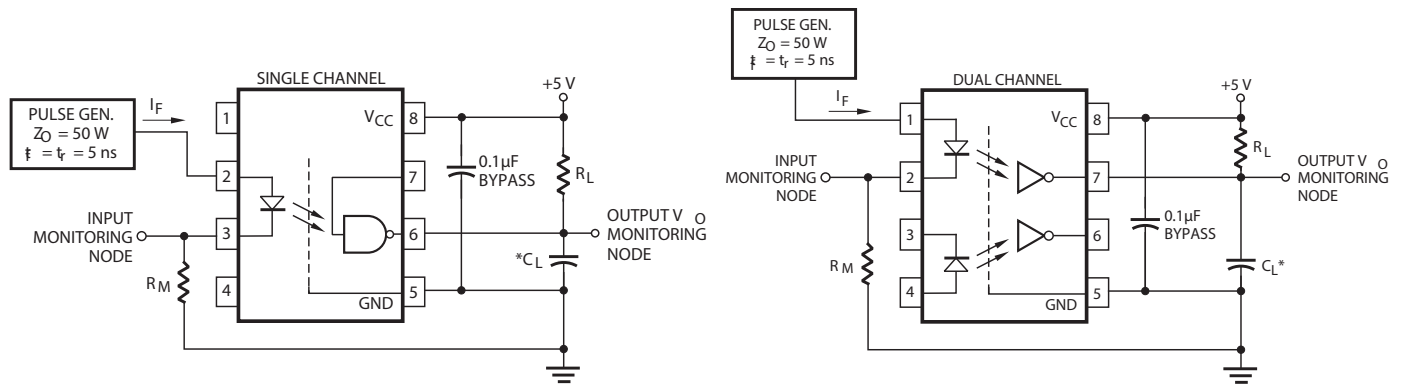 SINGLE CHANNEL
PULSE GEN.
ZO = 50 W
tf = tr = 5 ns
IF
1
2
3
4
VCC
8
7
6
5
GND
+5 V
0.1µF
BYPASS
RL
*CL
INPUT
MONITORING
NODE
RM
OUTPUT V O
MONITORING
NODE
PULSE GEN.
ZO = 50 W
tf = tr = 5 ns
DUAL CHANNEL
IF
1
2
3
4
VCC
8
7
6
5
GND
+5 V
RL
0.1µF
BYPASS
CL*
INPUT
MONITORING
NODE
RM
OUTPUT V O
MONITORING
NODE